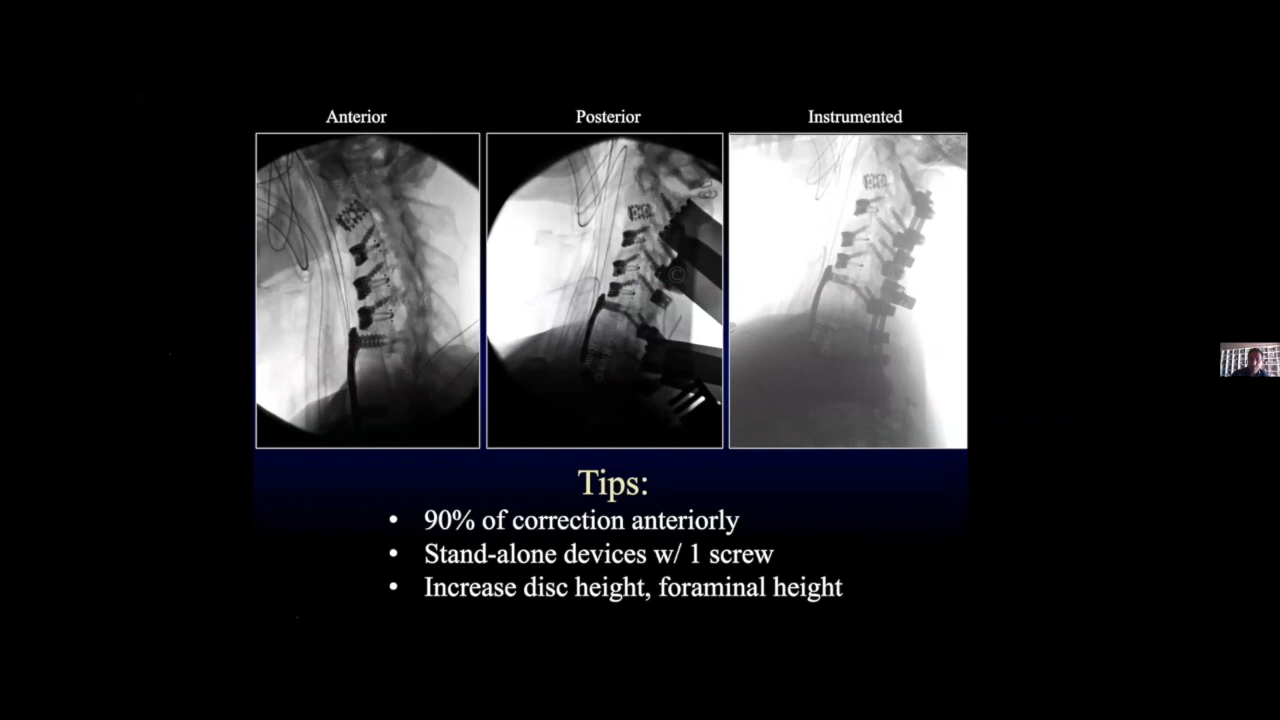 Anterior
Posterior
Instrumented
©
Tips:
• 90% of correction anteriorly
• Stand-alone devices w/ 1 screw
• Increase disc height, foraminal height